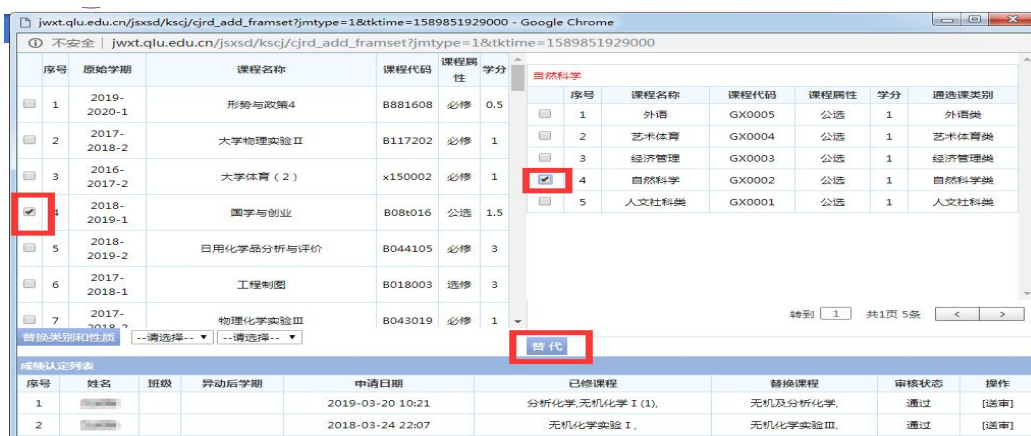 jwxt.qlu.edu.cn/jsxsd/kscj/cjrd_add_framset?jmtype=1&tktime=1589851929000 - Google Chrome
不安全 | jwxt.qlu.edu.cn/jsxsd/kscj/cjrd_add_framset?jmtype=1&tktime=1589851929000
序号 原始学期 课程名称 课程代码 课程属性 学分
1 2019-2020-1 形势与政策4 B881608 必修 0.5
2 2017-2018-2 大学物理实验II B117202 必修 1
3 2016-2017-2 大学体育(2) x150002 必修 1
4 2018-2019-1 国学与创业 B08t016 公选 1.5
5 2018-2019-2 日用化学品分析与评价 B044105 必修 3
6 2017-2018-1 工程制图 B018003 选修 3
7 2017-2018-2 物理化学实验III B043019 必修 1
自然科学
序号 课程名称 课程代码 课程属性 学分 通选课类别
1 外语 GX0005 公选 1 外语类
2 艺术体育 GX0004 公选 1 艺术体育类
3 经济管理 GX0003 公选 1 经济管理类
4 自然科学 GX0002 公选 1 自然科学类
5 人文社科类 GX0001 公选 1 人文社科类
转到 1 共1页 5条 < >
替换类别和性质 --请选择-- --请选择--
替代
成绩认定列表
序号 姓名 班级 异动后学期 申请日期 已修课程 替换课程 审核状态 操作
1 2019-03-20 10:21 分析化学,无机化学 I (1), 无机及分析化学, 通过 [送审]
2 2018-03-24 22:07 无机化学实验 I , 无机化学实验III, 通过 [送审]